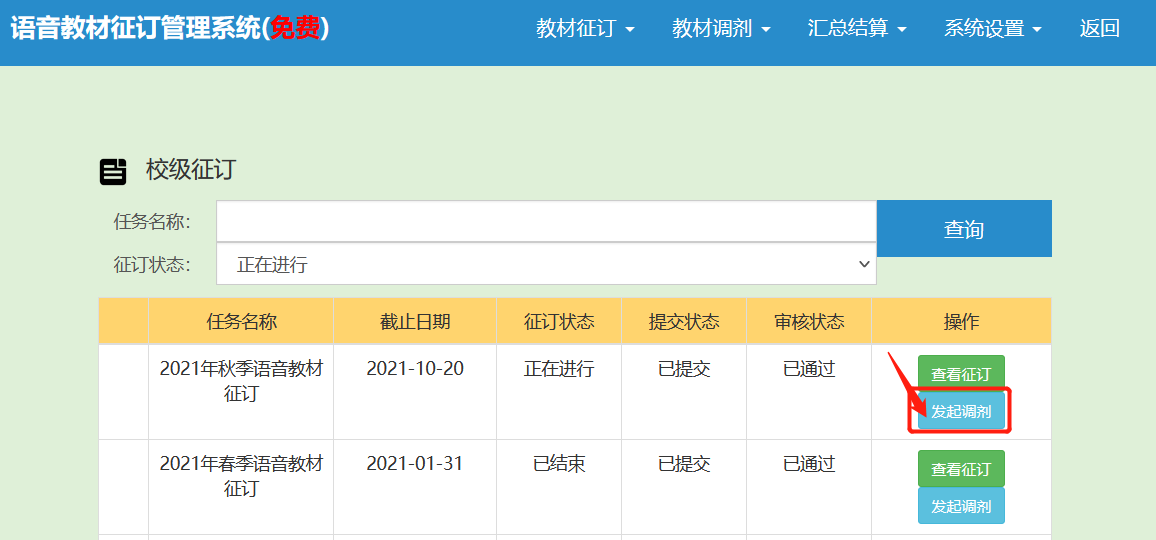 语音教材征订管理系统(免费) 教材征订 教材调剂 汇总结算 系统设置 返回
校级征订
任务名称: 查询
征订状态: 正在进行
任务名称 截止日期 征订状态 提交状态 审核状态 操作
2021年秋季语音教材 2021-10-20 正在进行 已提交 已通过 查看征订
征订 发起调剂
2021年春季语音教材 2021-01-31 已结束 已提交 已通过 查看征订
征订 发起调剂